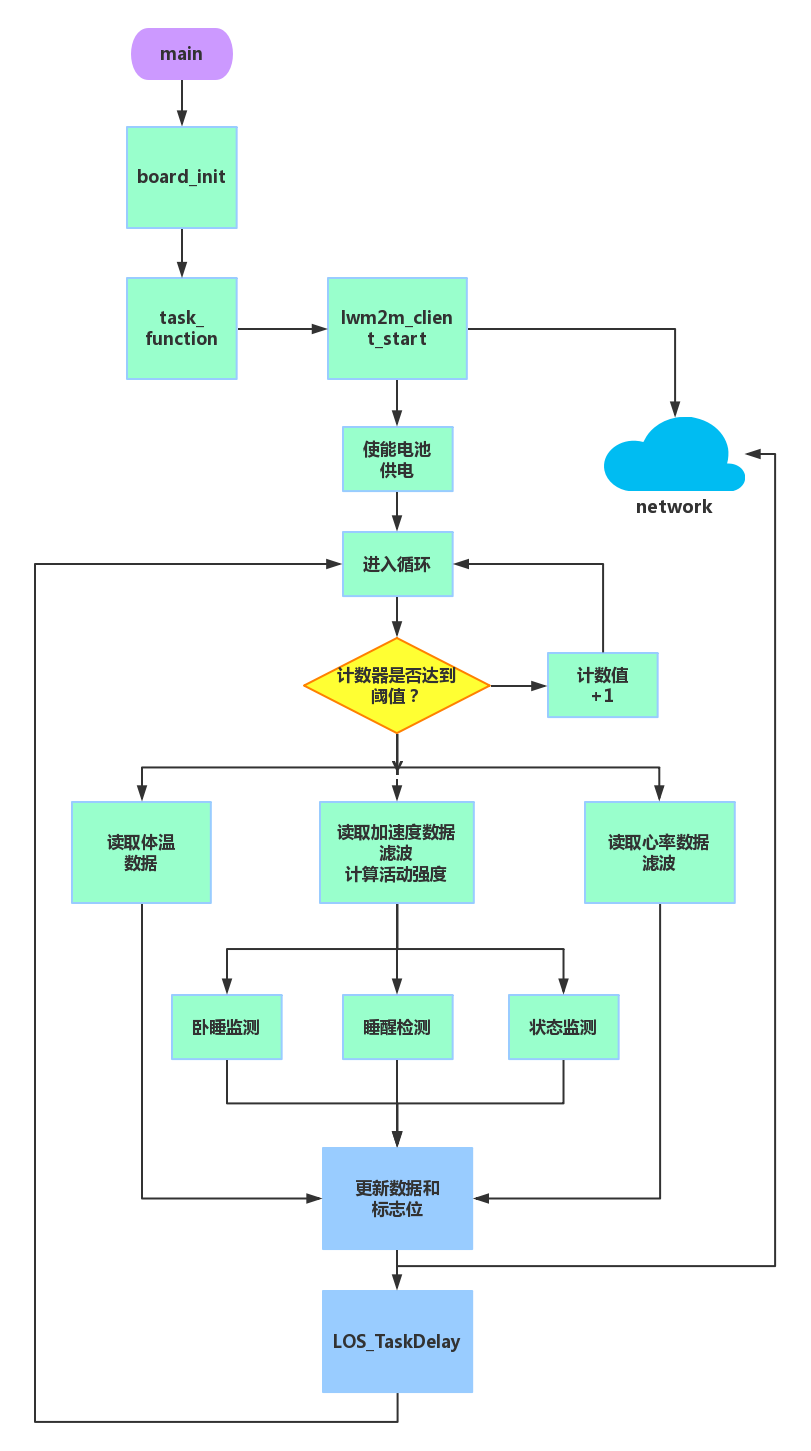 main
board_init
task_
function
lwm2m_clien
t_start
使能电池
供电
network
进入循环
计数器是否达到
阈值？
计数值
+1
读取体温
数据
读取加速度数据
滤波
计算活动强度
读取心率数据
滤波
卧睡监测
睡醒检测
状态监测
更新数据和
标志位
LOS_TaskDelay